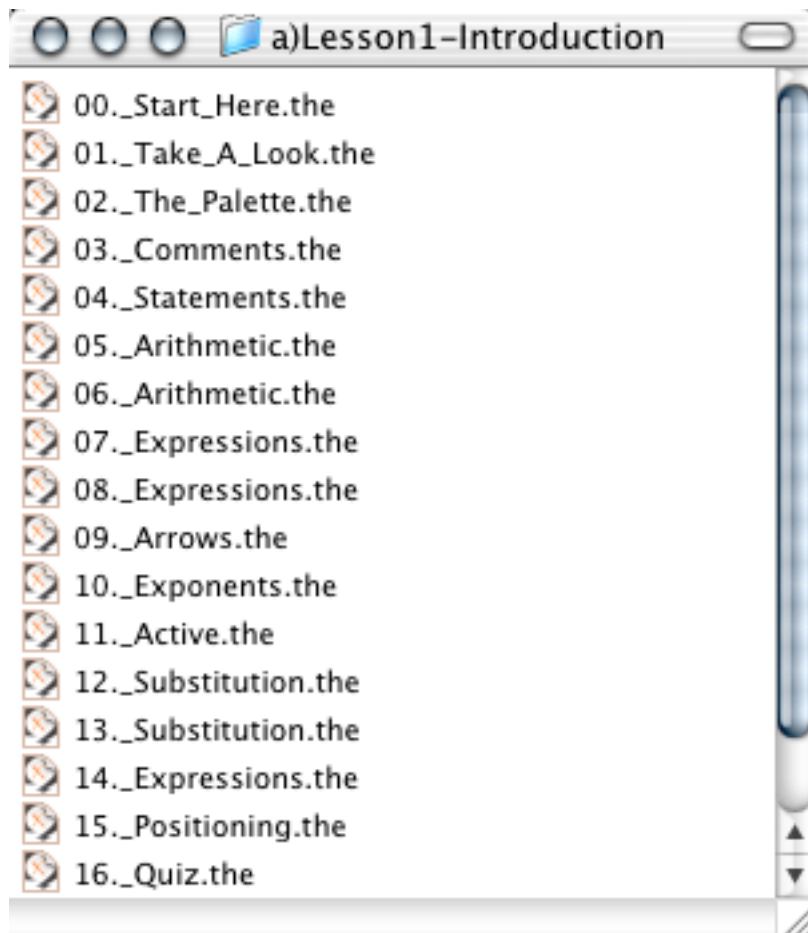 a)Lesson1-Introduction
00._Start_Here.the
01._Take_A_Look.the
02._The_Palette.the
03._Comments.the
04._Statements.the
05._Arithmetic.the
06._Arithmetic.the
07._Expressions.the
08._Expressions.the
09._Arrows.the
10._Exponents.the
11._Active.the
12._Substitution.the
13._Substitution.the
14._Expressions.the
15._Positioning.the
16._Quiz.the